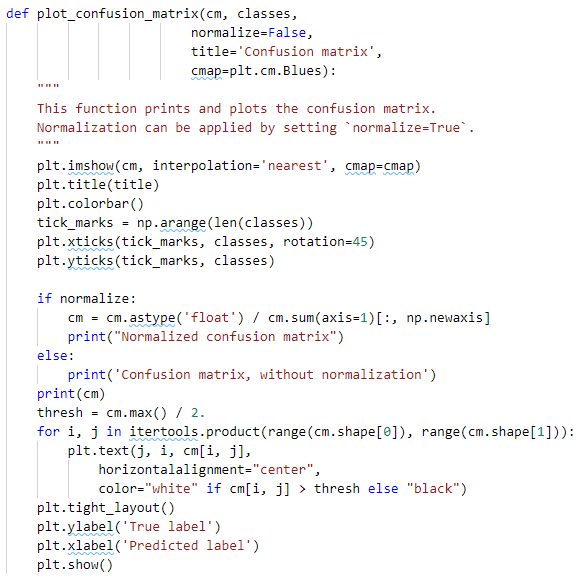 def plot_confusion_matrix(cm, classes,
                        normalize=False,
                        title='Confusion matrix',
                        cmap=plt.cm.Blues):
    """
    This function prints and plots the confusion matrix.
    Normalization can be applied by setting `normalize=True`.
    """
    plt.imshow(cm, interpolation='nearest', cmap=cmap)
    plt.title(title)
    plt.colorbar()
    tick_marks = np.arange(len(classes))
    plt.xticks(tick_marks, classes, rotation=45)
    plt.yticks(tick_marks, classes)

    if normalize:
        cm = cm.astype('float') / cm.sum(axis=1)[:, np.newaxis]
        print("Normalized confusion matrix")
    else:
        print('Confusion matrix, without normalization')
    print(cm)
    thresh = cm.max() / 2.
    for i, j in itertools.product(range(cm.shape[0]), range(cm.shape[1])):
        plt.text(j, i, cm[i, j],
            horizontalalignment="center",
            color="white" if cm[i, j] > thresh else "black")
    plt.tight_layout()
    plt.ylabel('True label')
    plt.xlabel('Predicted label')
    plt.show()